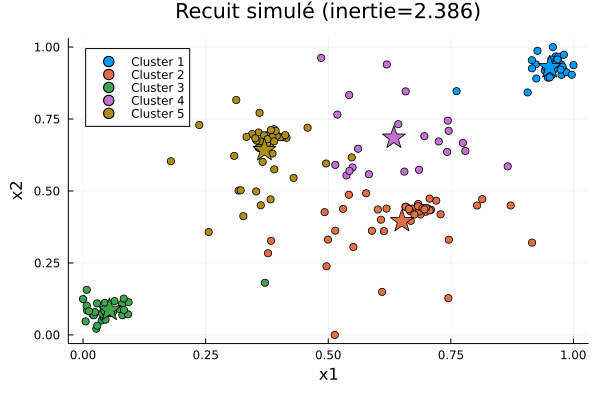 Recuit simulé (inertie=2.386)
1.00
0.75
0.50
0.25
0.00
x2
Cluster 1
Cluster 2
Cluster 3
Cluster 4
Cluster 5
0.00 0.25 0.50 0.75 1.00
x1